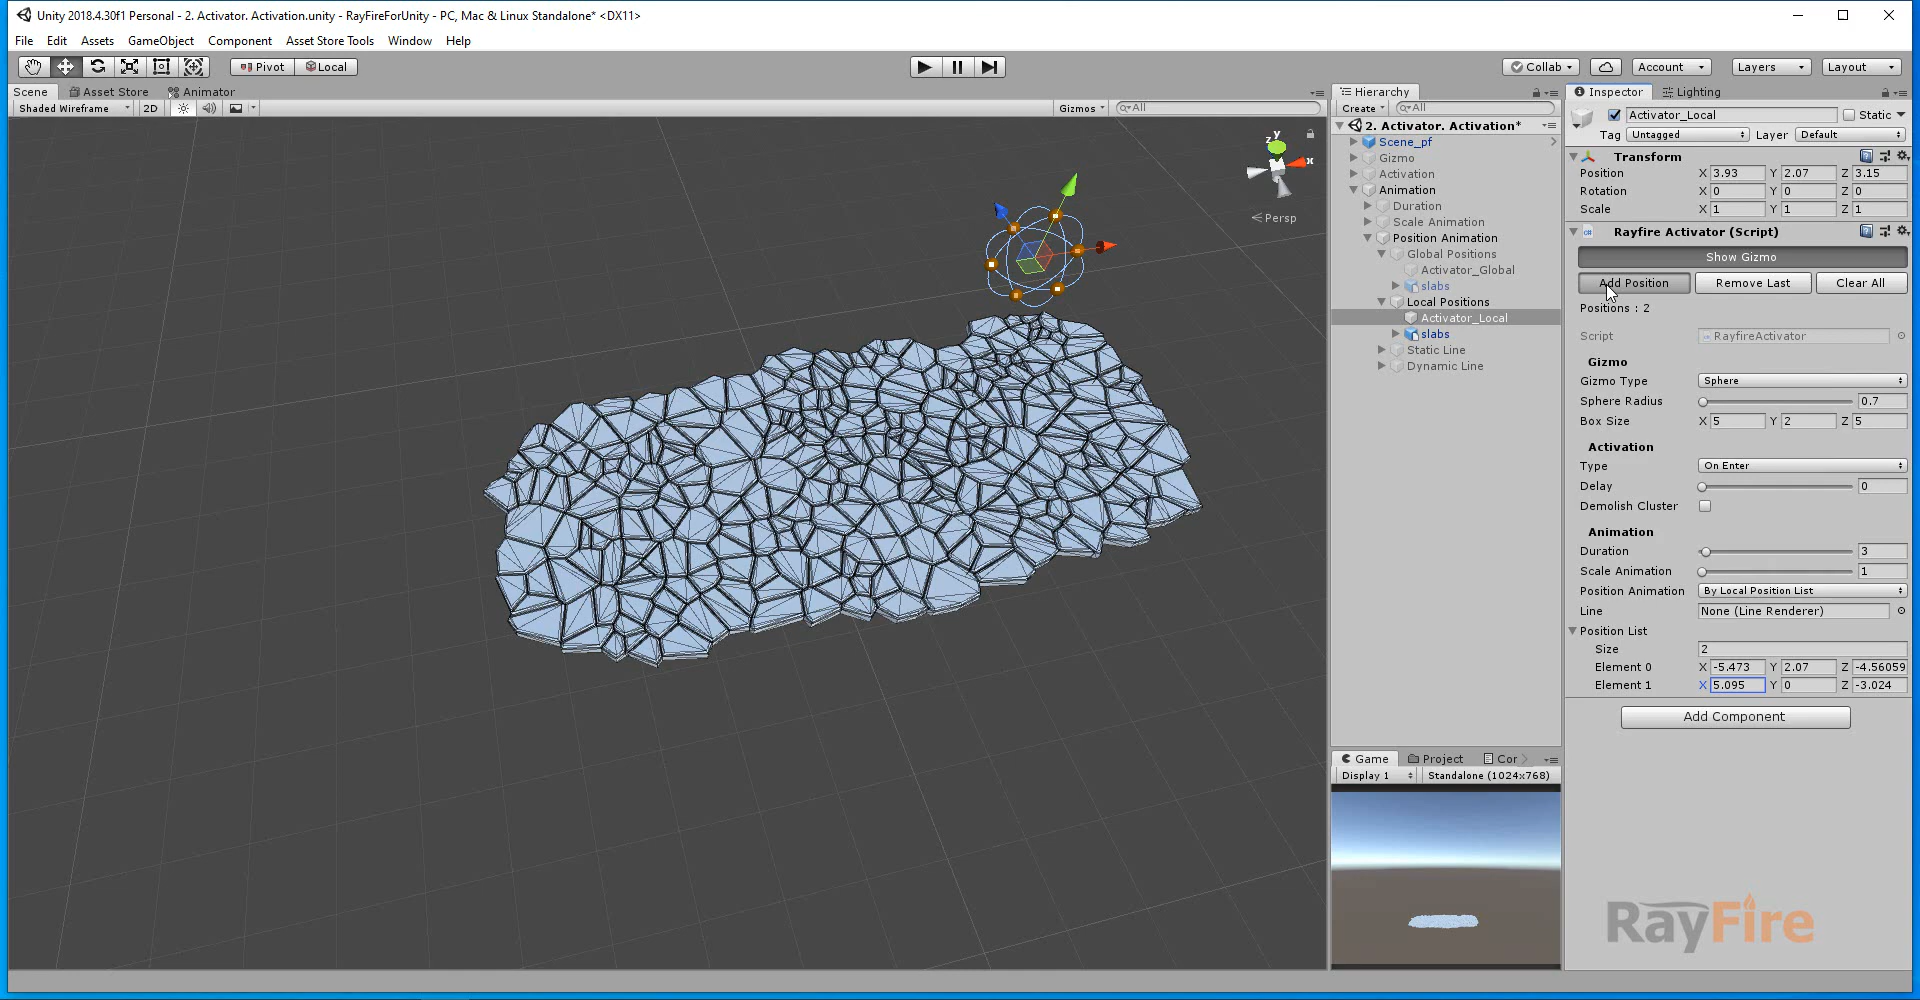 Unity 2018.4.30f1 Personal - 2. Activator. Activation.unity - RayFireForUnity - PC, Mac & Linux Standalone* <DX11>
File Edit Assets GameObject Component Asset Store Tools Window Help
Pivot Local Collab Account Layers Layout
Scene Asset Store Animator
Shaded Wireframe 2D Gizmos All
y
z
x
Persp
Hierarchy
Create All
2. Activator. Activation*
Scene_pf
Gizmo
Activation
Animation
Duration
Scale Animation
Position Animation
Global Positions
Activator_Global
slabs
Local Positions
Activator_Local
slabs
Static Line
Dynamic Line
Game Project Cor
Display 1 Standalone (1024x768)
Inspector Lighting
Activator_Local Static
Tag Untagged Layer Default
Transform
Position X 3.93 Y 2.07 Z 3.15
Rotation X 0 Y 0 Z 0
Scale X 1 Y 1 Z 1
Rayfire Activator (Script)
Show Gizmo
Add Position Remove Last Clear All
Positions : 2
Script RayfireActivator
Gizmo
Gizmo Type Sphere
Sphere Radius 0.7
Box Size X 5 Y 2 Z 5
Activation
Type On Enter
Delay 0
Demolish Cluster
Animation
Duration 3
Scale Animation 1
Position Animation By Local Position List
Line None (Line Renderer)
Position List
Size 2
Element 0 X -5.473 Y 2.07 Z -4.56059
Element 1 X 5.095 Y 0 Z -3.024
Add Component
RayFire